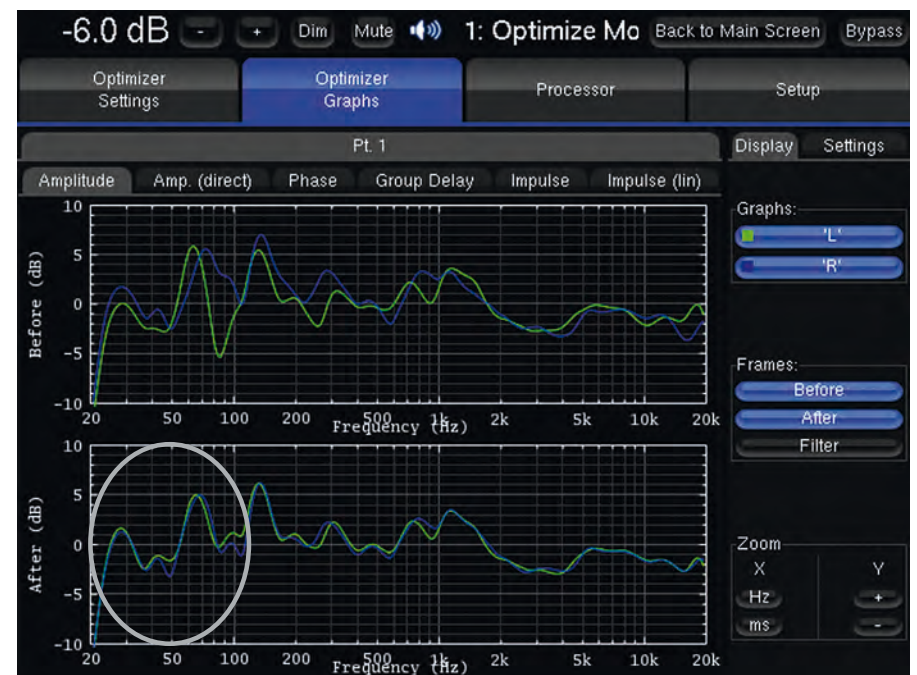 -6.0 dB - + Dim Mute 1: Optimize Mo Back to Main Screen Bypass
Optimizer Settings
Optimizer Graphs
Processor
Setup
Pt. 1
Display Settings
Amplitude Amp. (direct) Phase Group Delay Impulse Impulse (lin)
Before (dB)
10
5
0
-5
-10
20 50 100 200 500 1k 2k 5k 10k 20k
Frequency (Hz)
After (dB)
10
5
0
-5
-10
20 50 100 200 500 1k 2k 5k 10k 20k
Frequency (Hz)
Graphs:
'L'
'R'
Frames:
Before
After
Filter
Zoom
X Y
Hz +
ms -